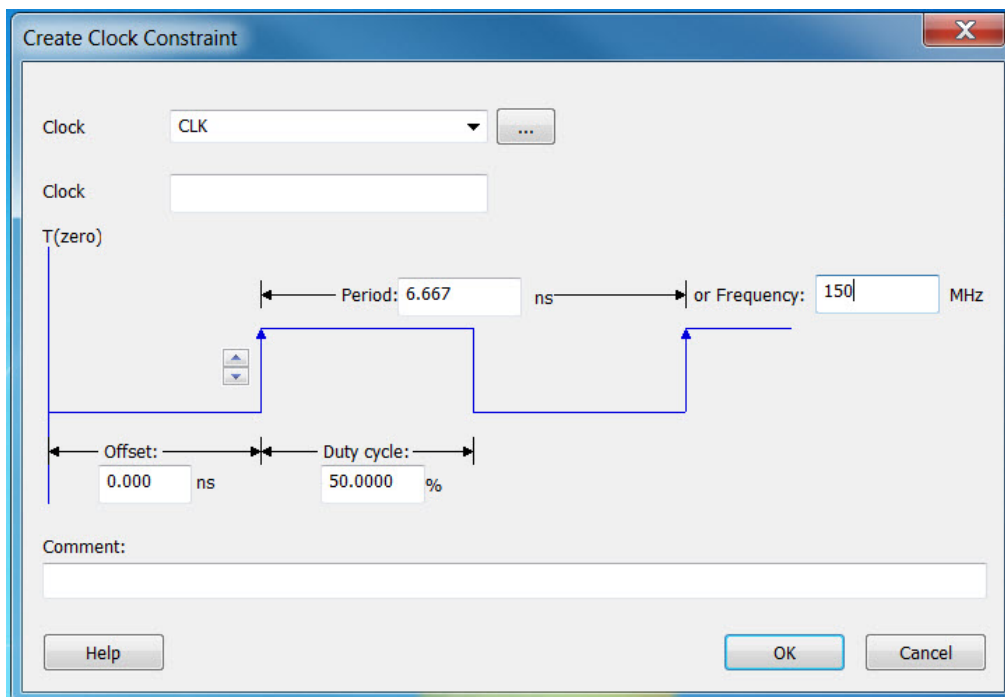 Create Clock Constraint
Clock CLK ...
Clock
T(zero)
Period: 6.667 ns or Frequency: 150 MHz
Offset: Duty cycle:
0.000 ns 50.0000 %
Comment:
Help OK Cancel